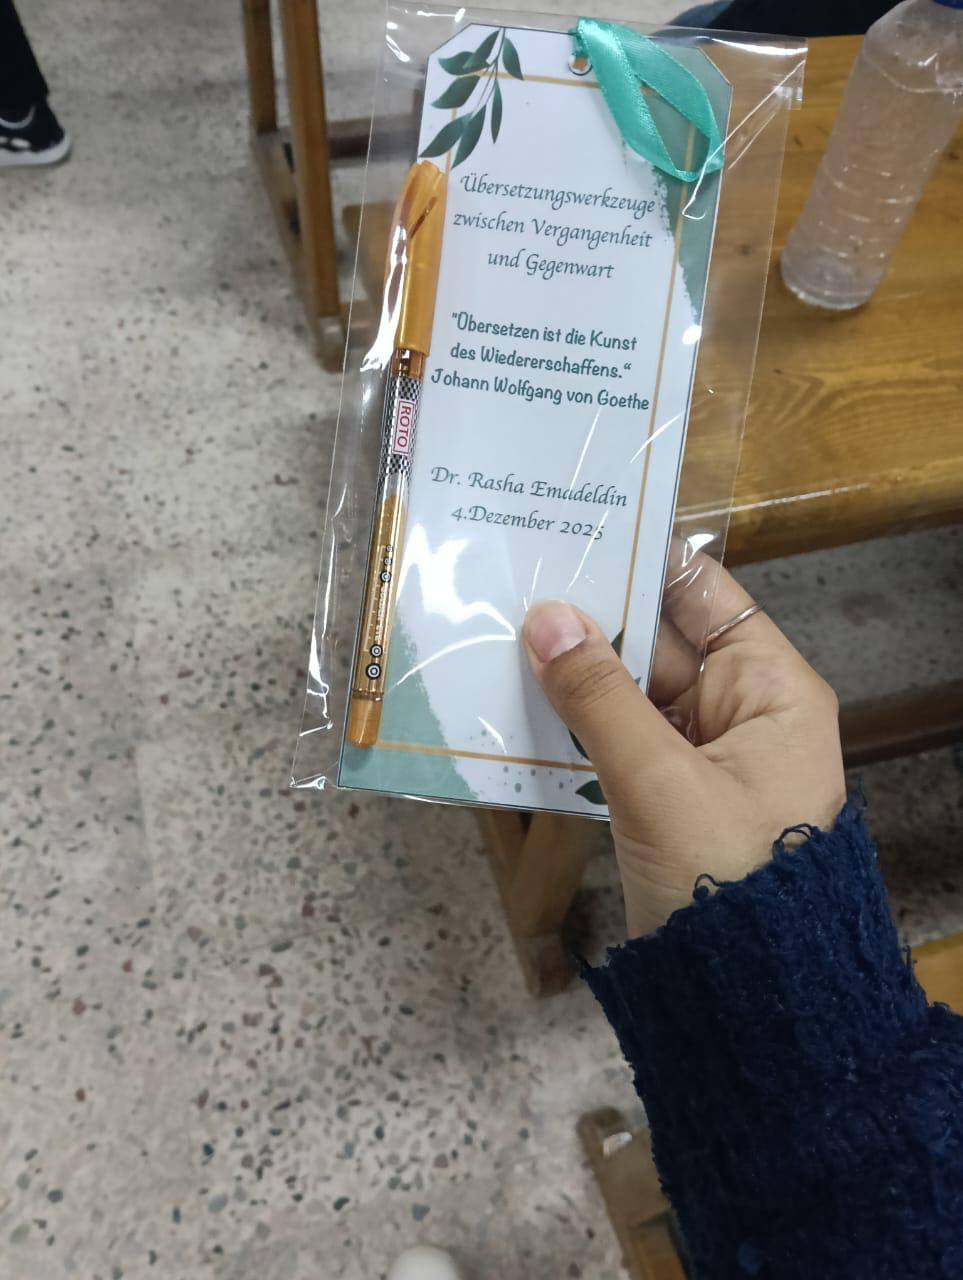 Übersetzungswerkzeuge
zwischen Vergangenheit
und Gegenwart
"Übersetzen ist die Kunst
des Wiedererschaffens.“
Johann Wolfgang von Goethe
Dr. Rasha Emadeldin
4.Dezember 2025
ROTO